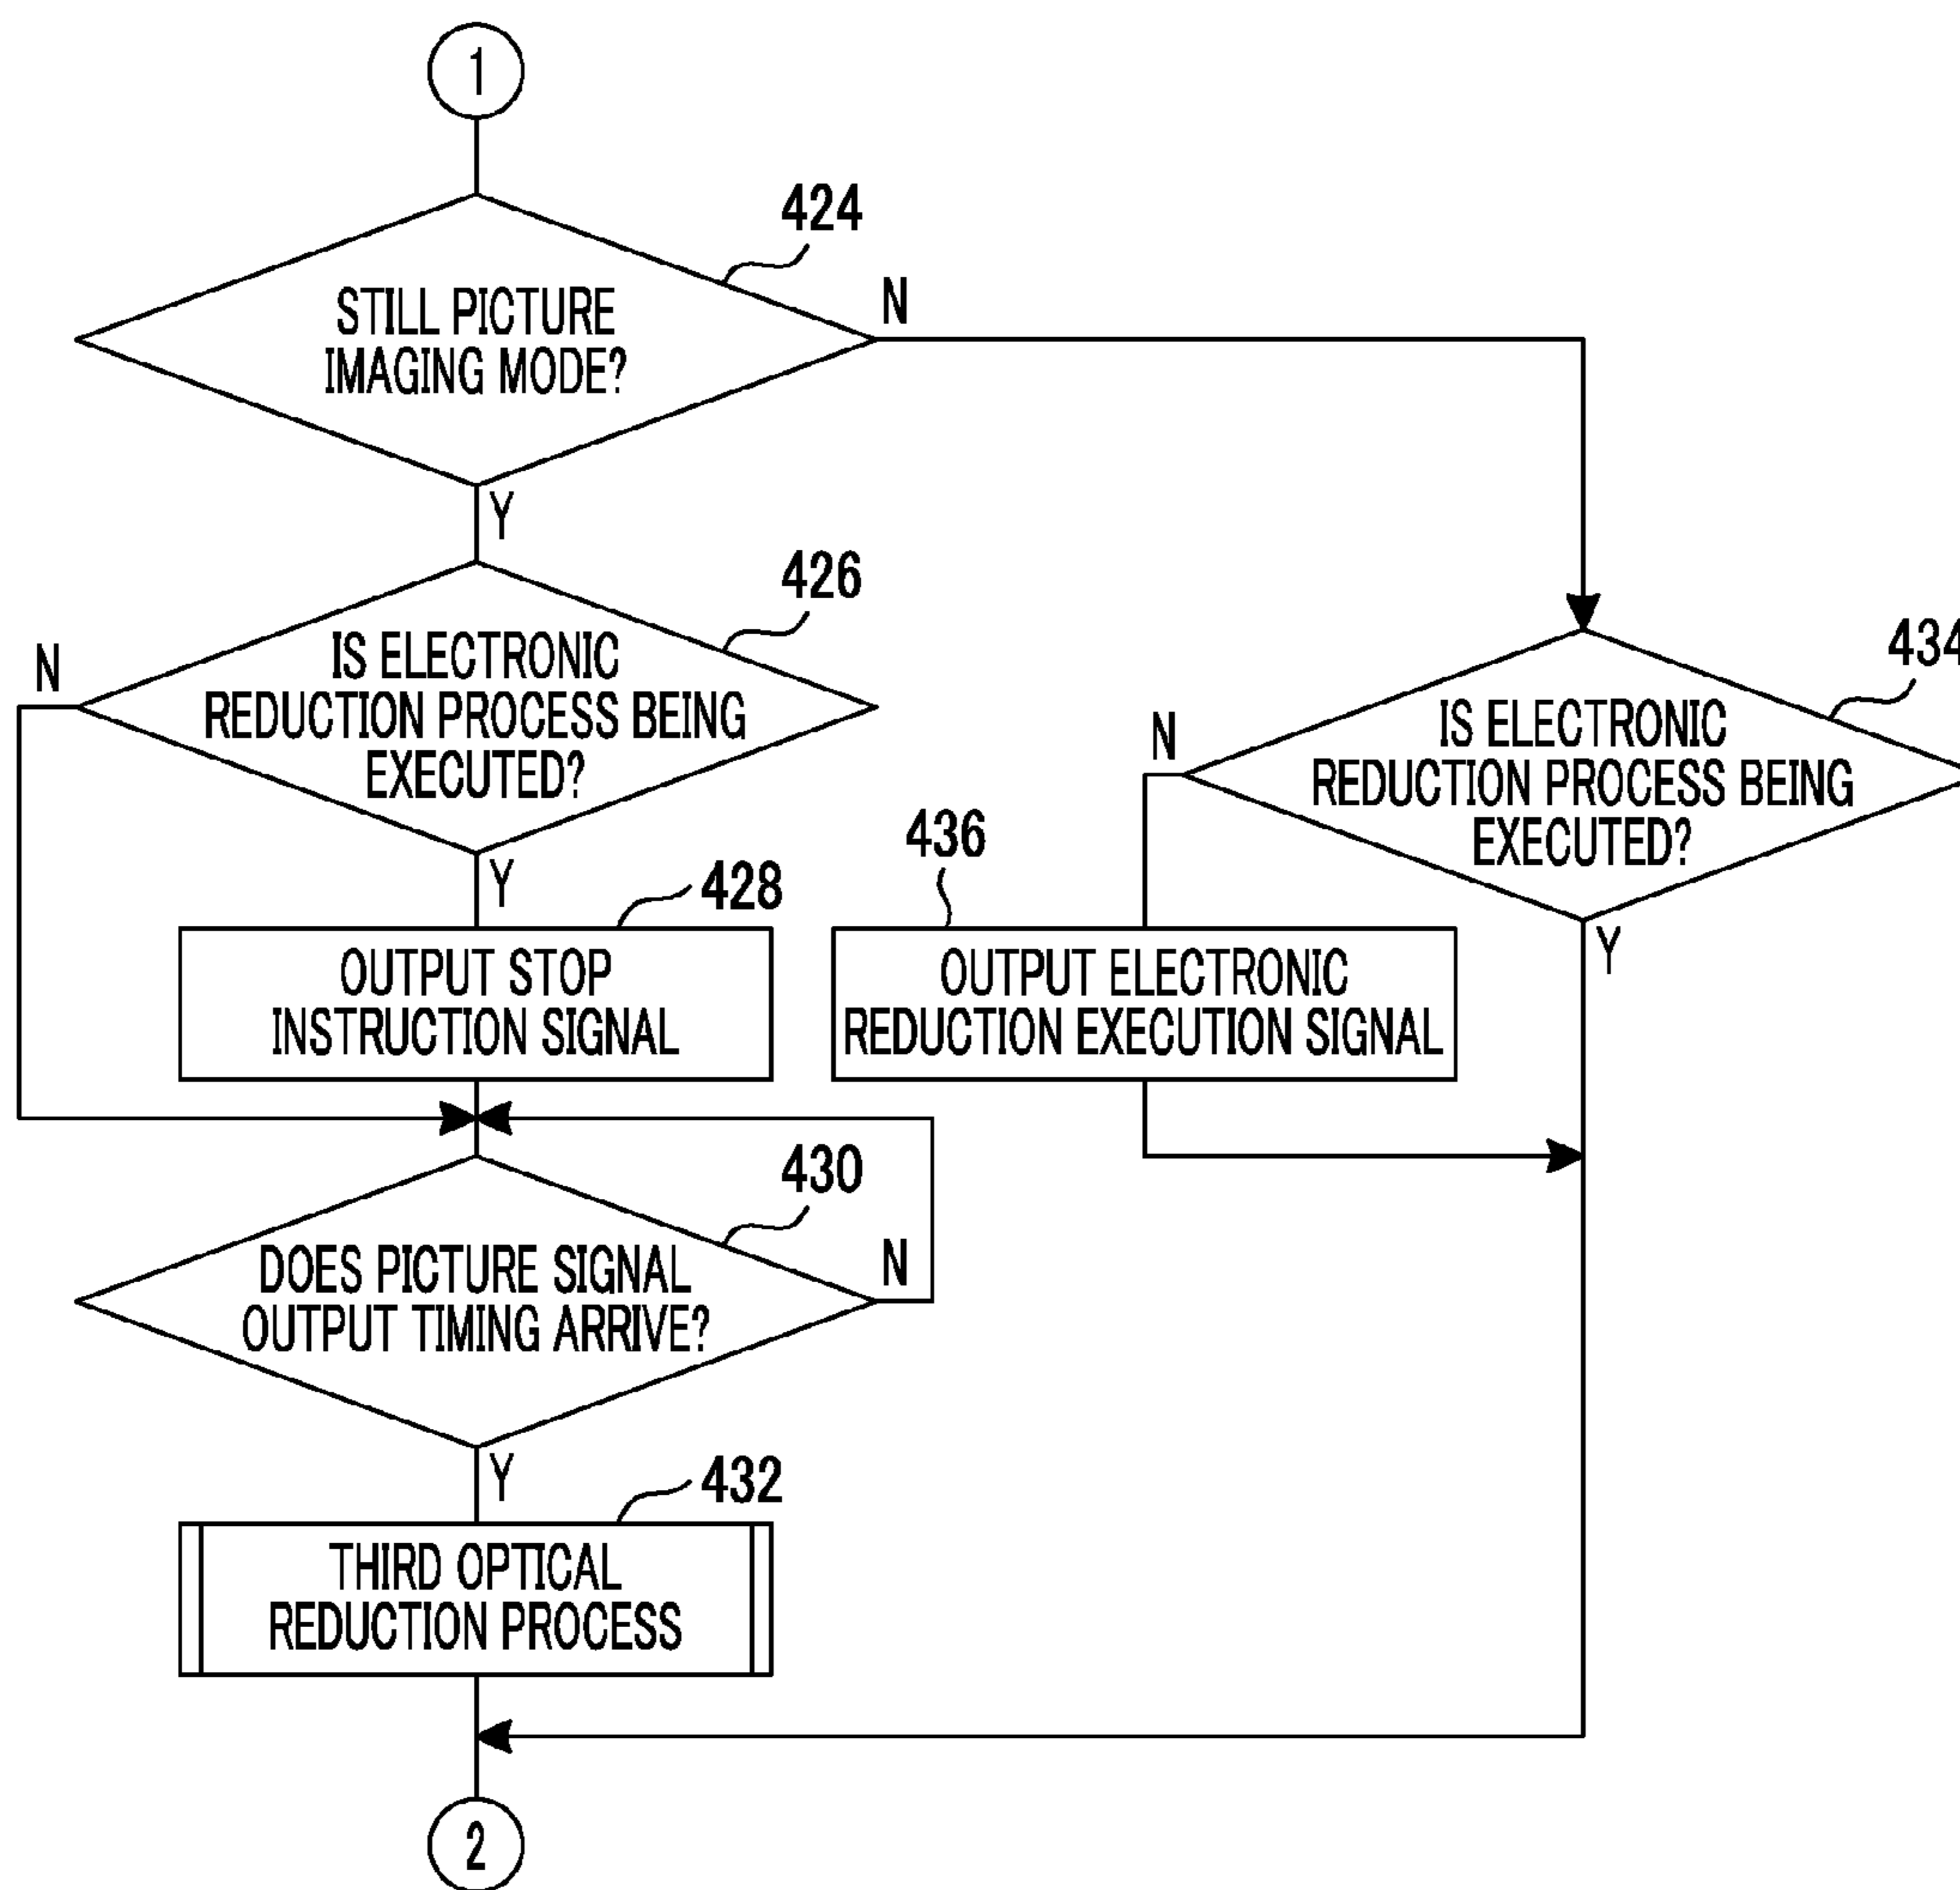 1
424
STILL PICTURE
IMAGING MODE?
N
Y
426
IS ELECTRONIC
REDUCTION PROCESS BEING
EXECUTED?
N
Y
428
OUTPUT STOP
INSTRUCTION SIGNAL
434
IS ELECTRONIC
REDUCTION PROCESS BEING
EXECUTED?
N
Y
436
OUTPUT ELECTRONIC
REDUCTION EXECUTION SIGNAL
430
DOES PICTURE SIGNAL
OUTPUT TIMING ARRIVE?
N
Y
432
THIRD OPTICAL
REDUCTION PROCESS
2